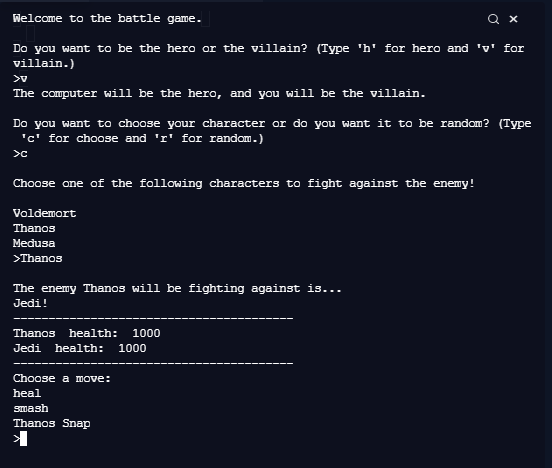 Welcome to the battle game.
Do you want to be the hero or the villain? (Type 'h' for hero and 'v' for
villain.)
>v
The computer will be the hero, and you will be the villain.
Do you want to choose your character or do you want it to be random? (Type
'c' for choose and 'r' for random.)
>c
Choose one of the following characters to fight against the enemy!
Voldemort
Thanos
Medusa
>Thanos
The enemy Thanos will be fighting against is...
Jedi!
----------------------------------------
Thanos  health:  1000
Jedi  health:  1000
----------------------------------------
Choose a move:
heal
smash
Thanos Snap
>